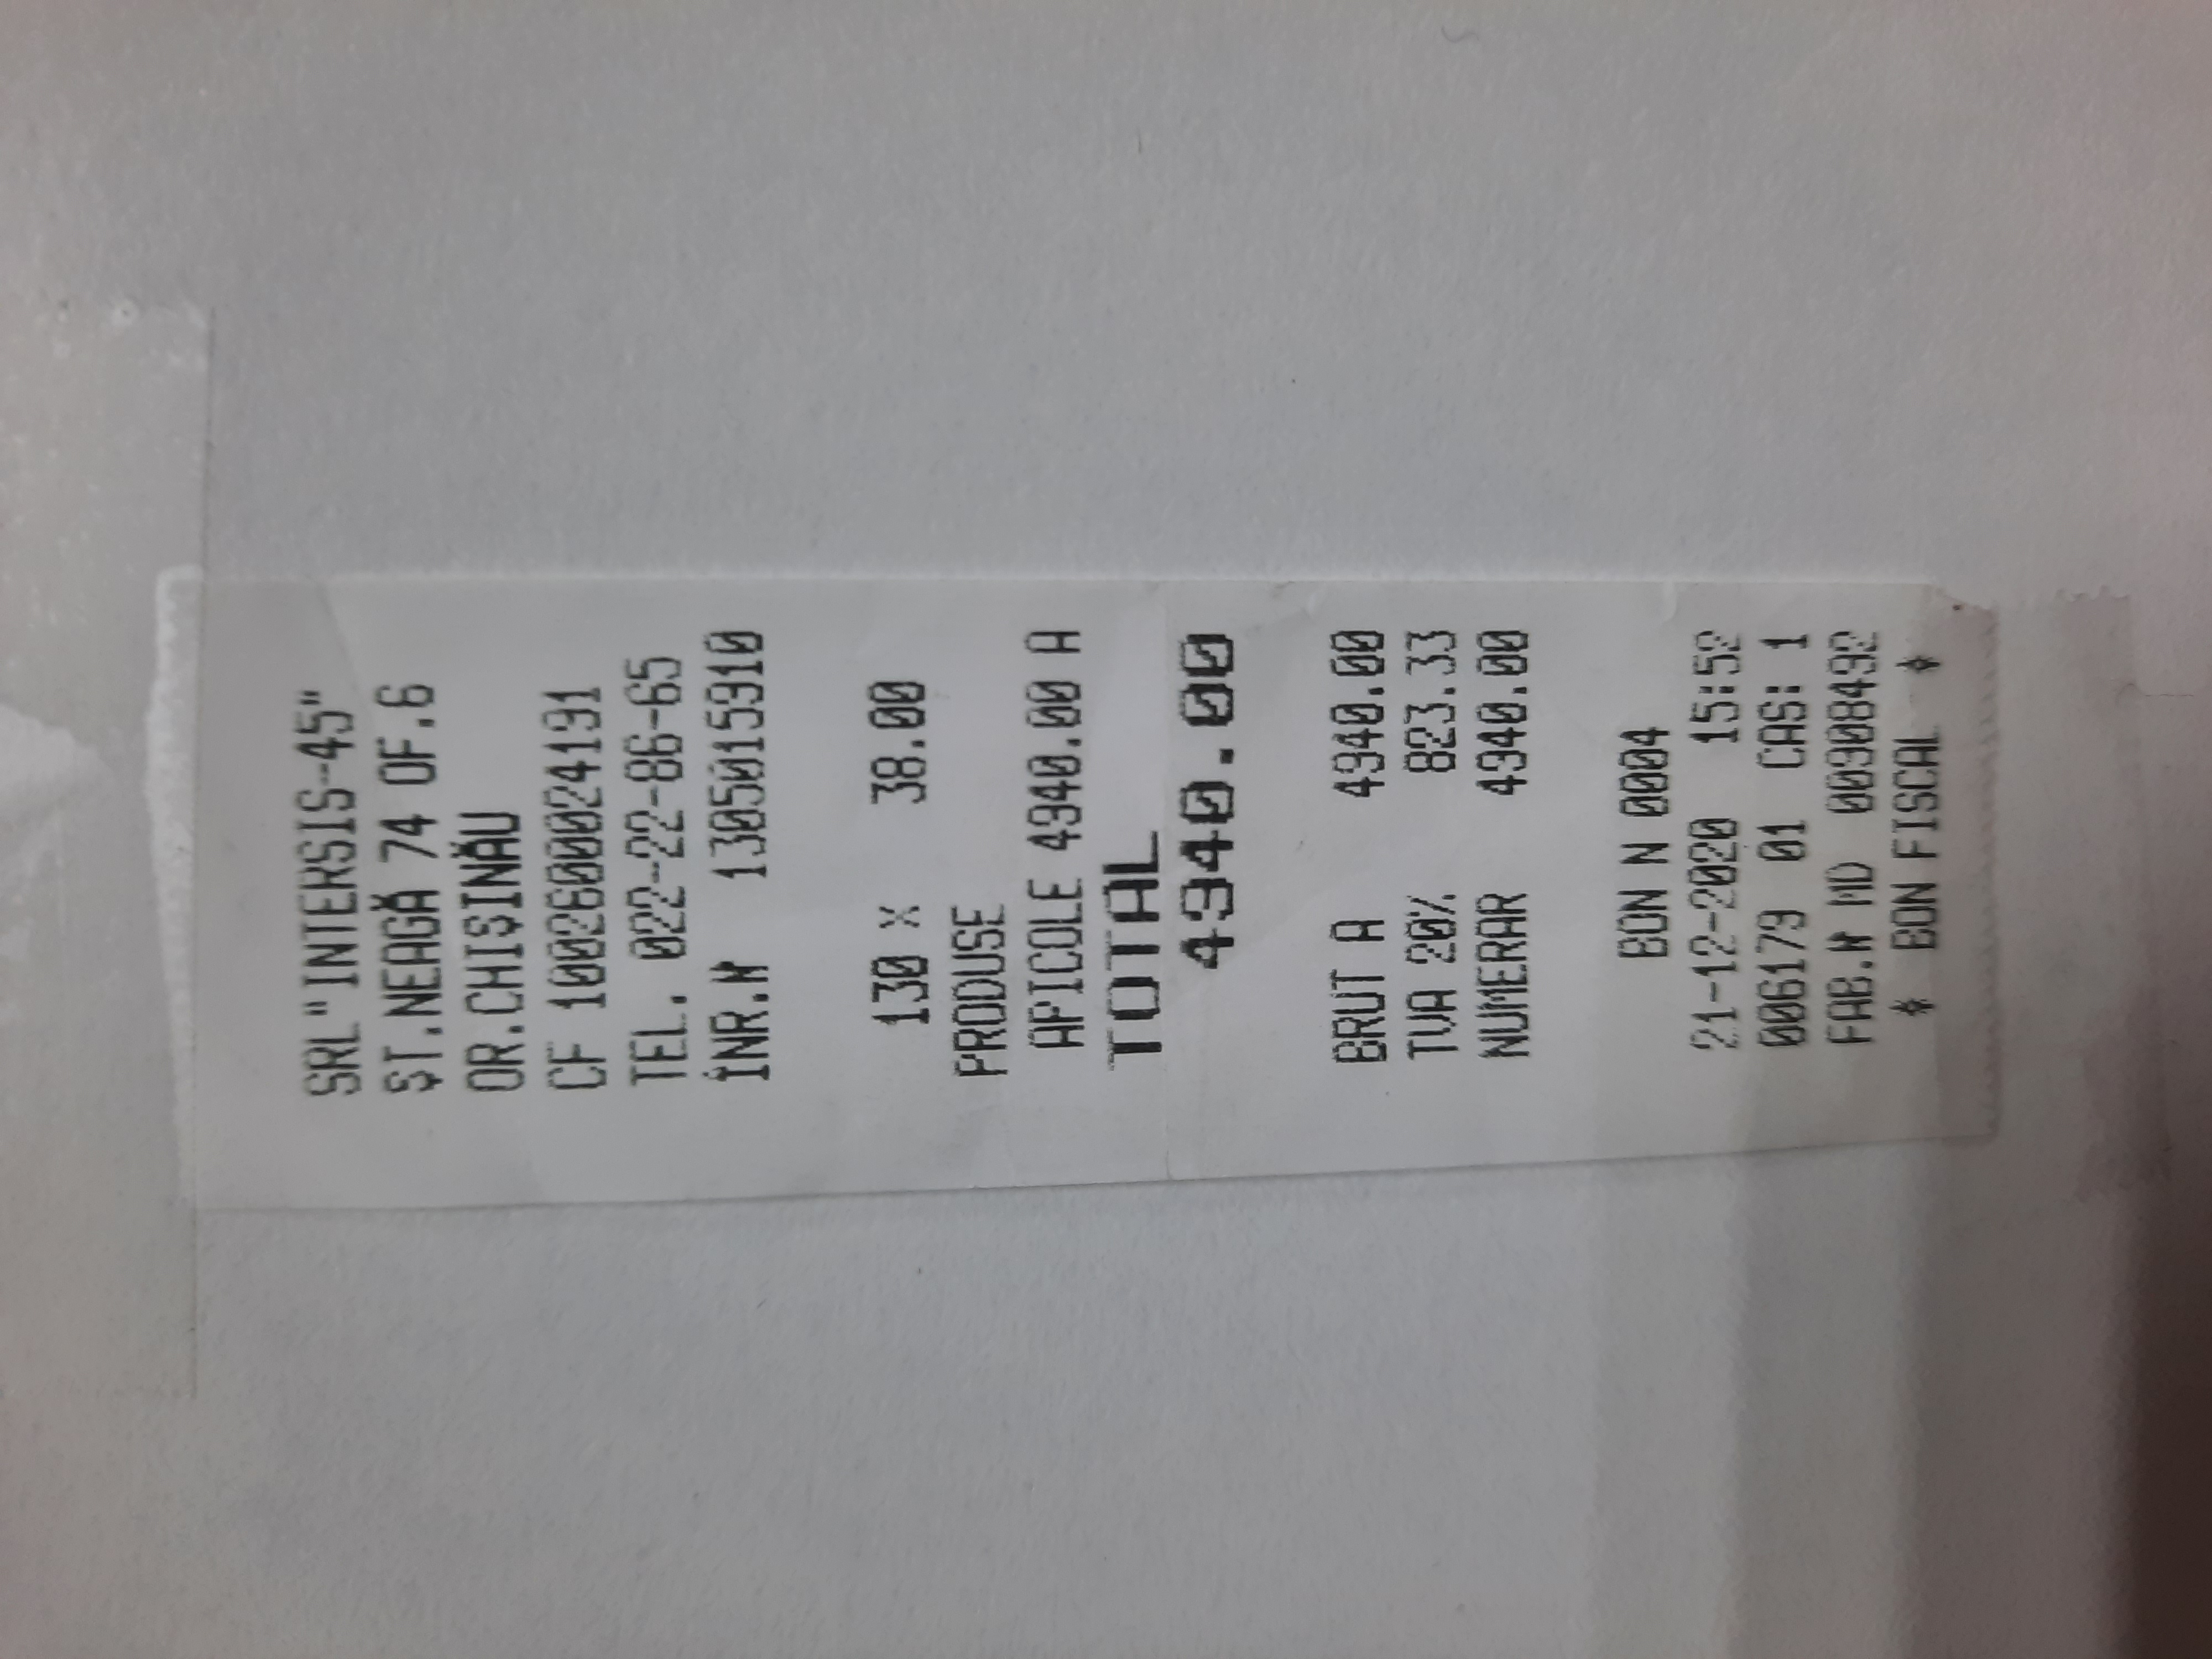 SRL"INTERSIS-45"
ŞT.NEAGĂ 74 OF.6
OR.CHIŞINĂU
CF 1002600024191
TEL. 022-22-86-65
ÎNR.№ 1305015910
130 X 38.00
PRODUSE
APICOLE 4940.00 A
TOTAL
4940.00
BRUT A 4940.00
TVA 20% 823.33
NUMERAR 4940.00
BON N 0004
21-12-2020 15:52
006179 01 CAS: 1
FAB.№ MD 00908492
* BON FISCAL *